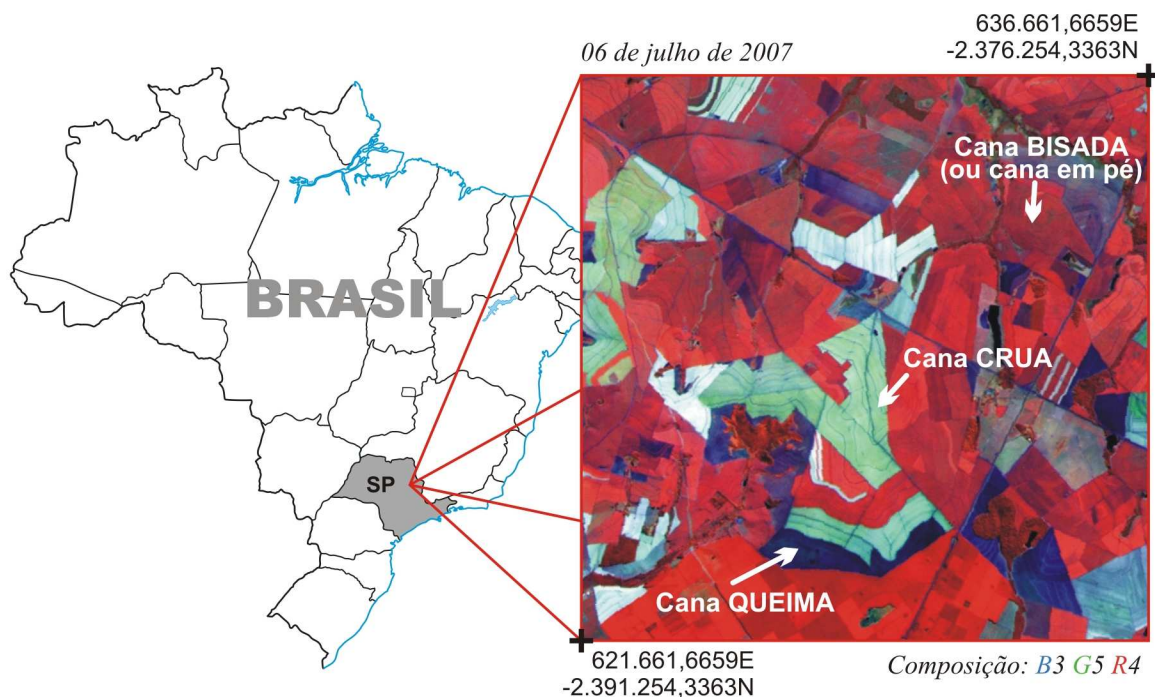 636.661,6659E
-2.376.254,3363N
06 de julho de 2007
Cana BISADA
(ou cana em pé)
BRASIL
Cana CRUA
SP
Cana QUEIMA
621.661,6659E
-2.391.254,3363N
Composição: B3 G5 R4